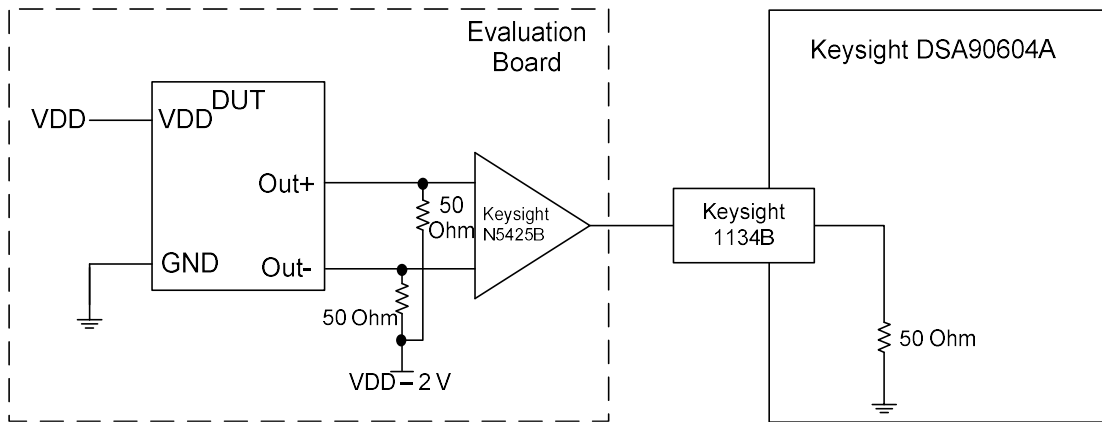 Evaluation
Board
Keysight DSA90604A
DUT
VDD
VDD
Out+
50
Ohm
Keysight
N5425B
Keysight
1134B
GND
Out-
50 Ohm
50 Ohm
VDD – 2 V